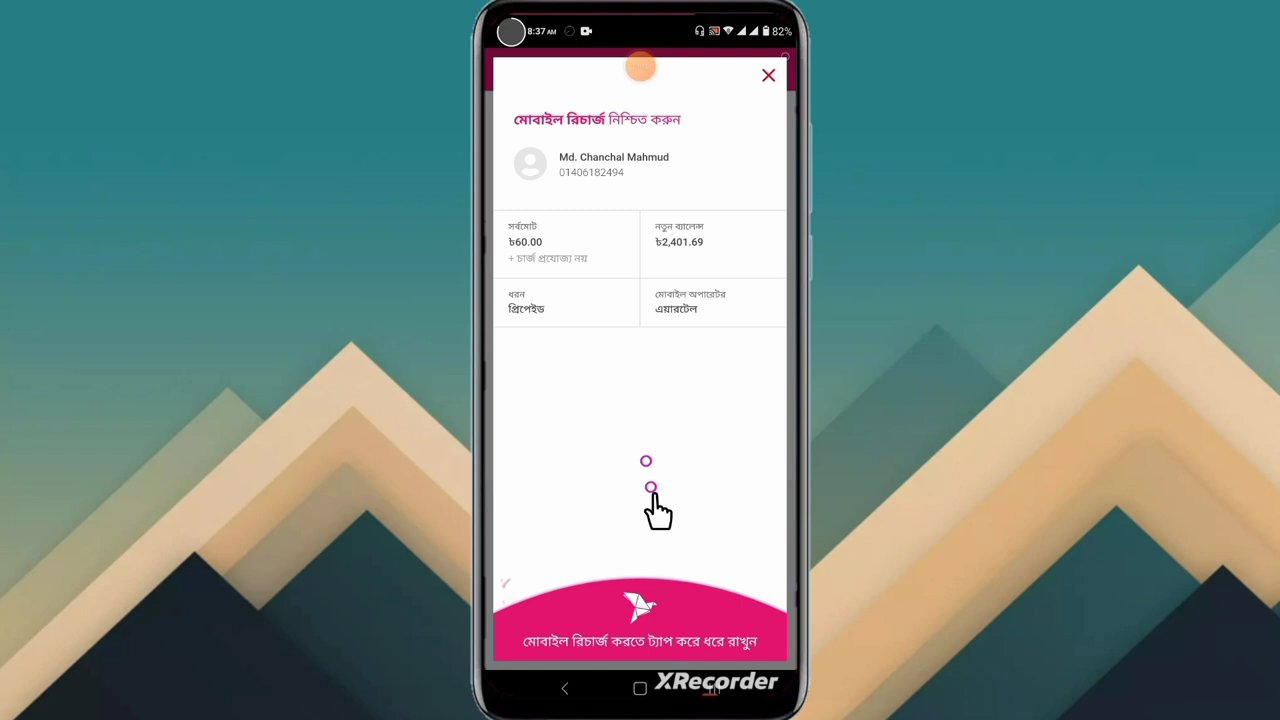 8:37 AM
82%
মোবাইল রিচার্জ নিশ্চিত করুন
Md. Chanchal Mahmud
01406182494
সর্বমোট
৳60.00
+ চার্জ প্রযোজ্য নয়
নতুন ব্যালেন্স
৳2,401.69
ধরন
প্রিপেইড
মোবাইল অপারেটর
এয়ারটেল
মোবাইল রিচার্জ করতে ট্যাপ করে ধরে রাখুন
XRecorder